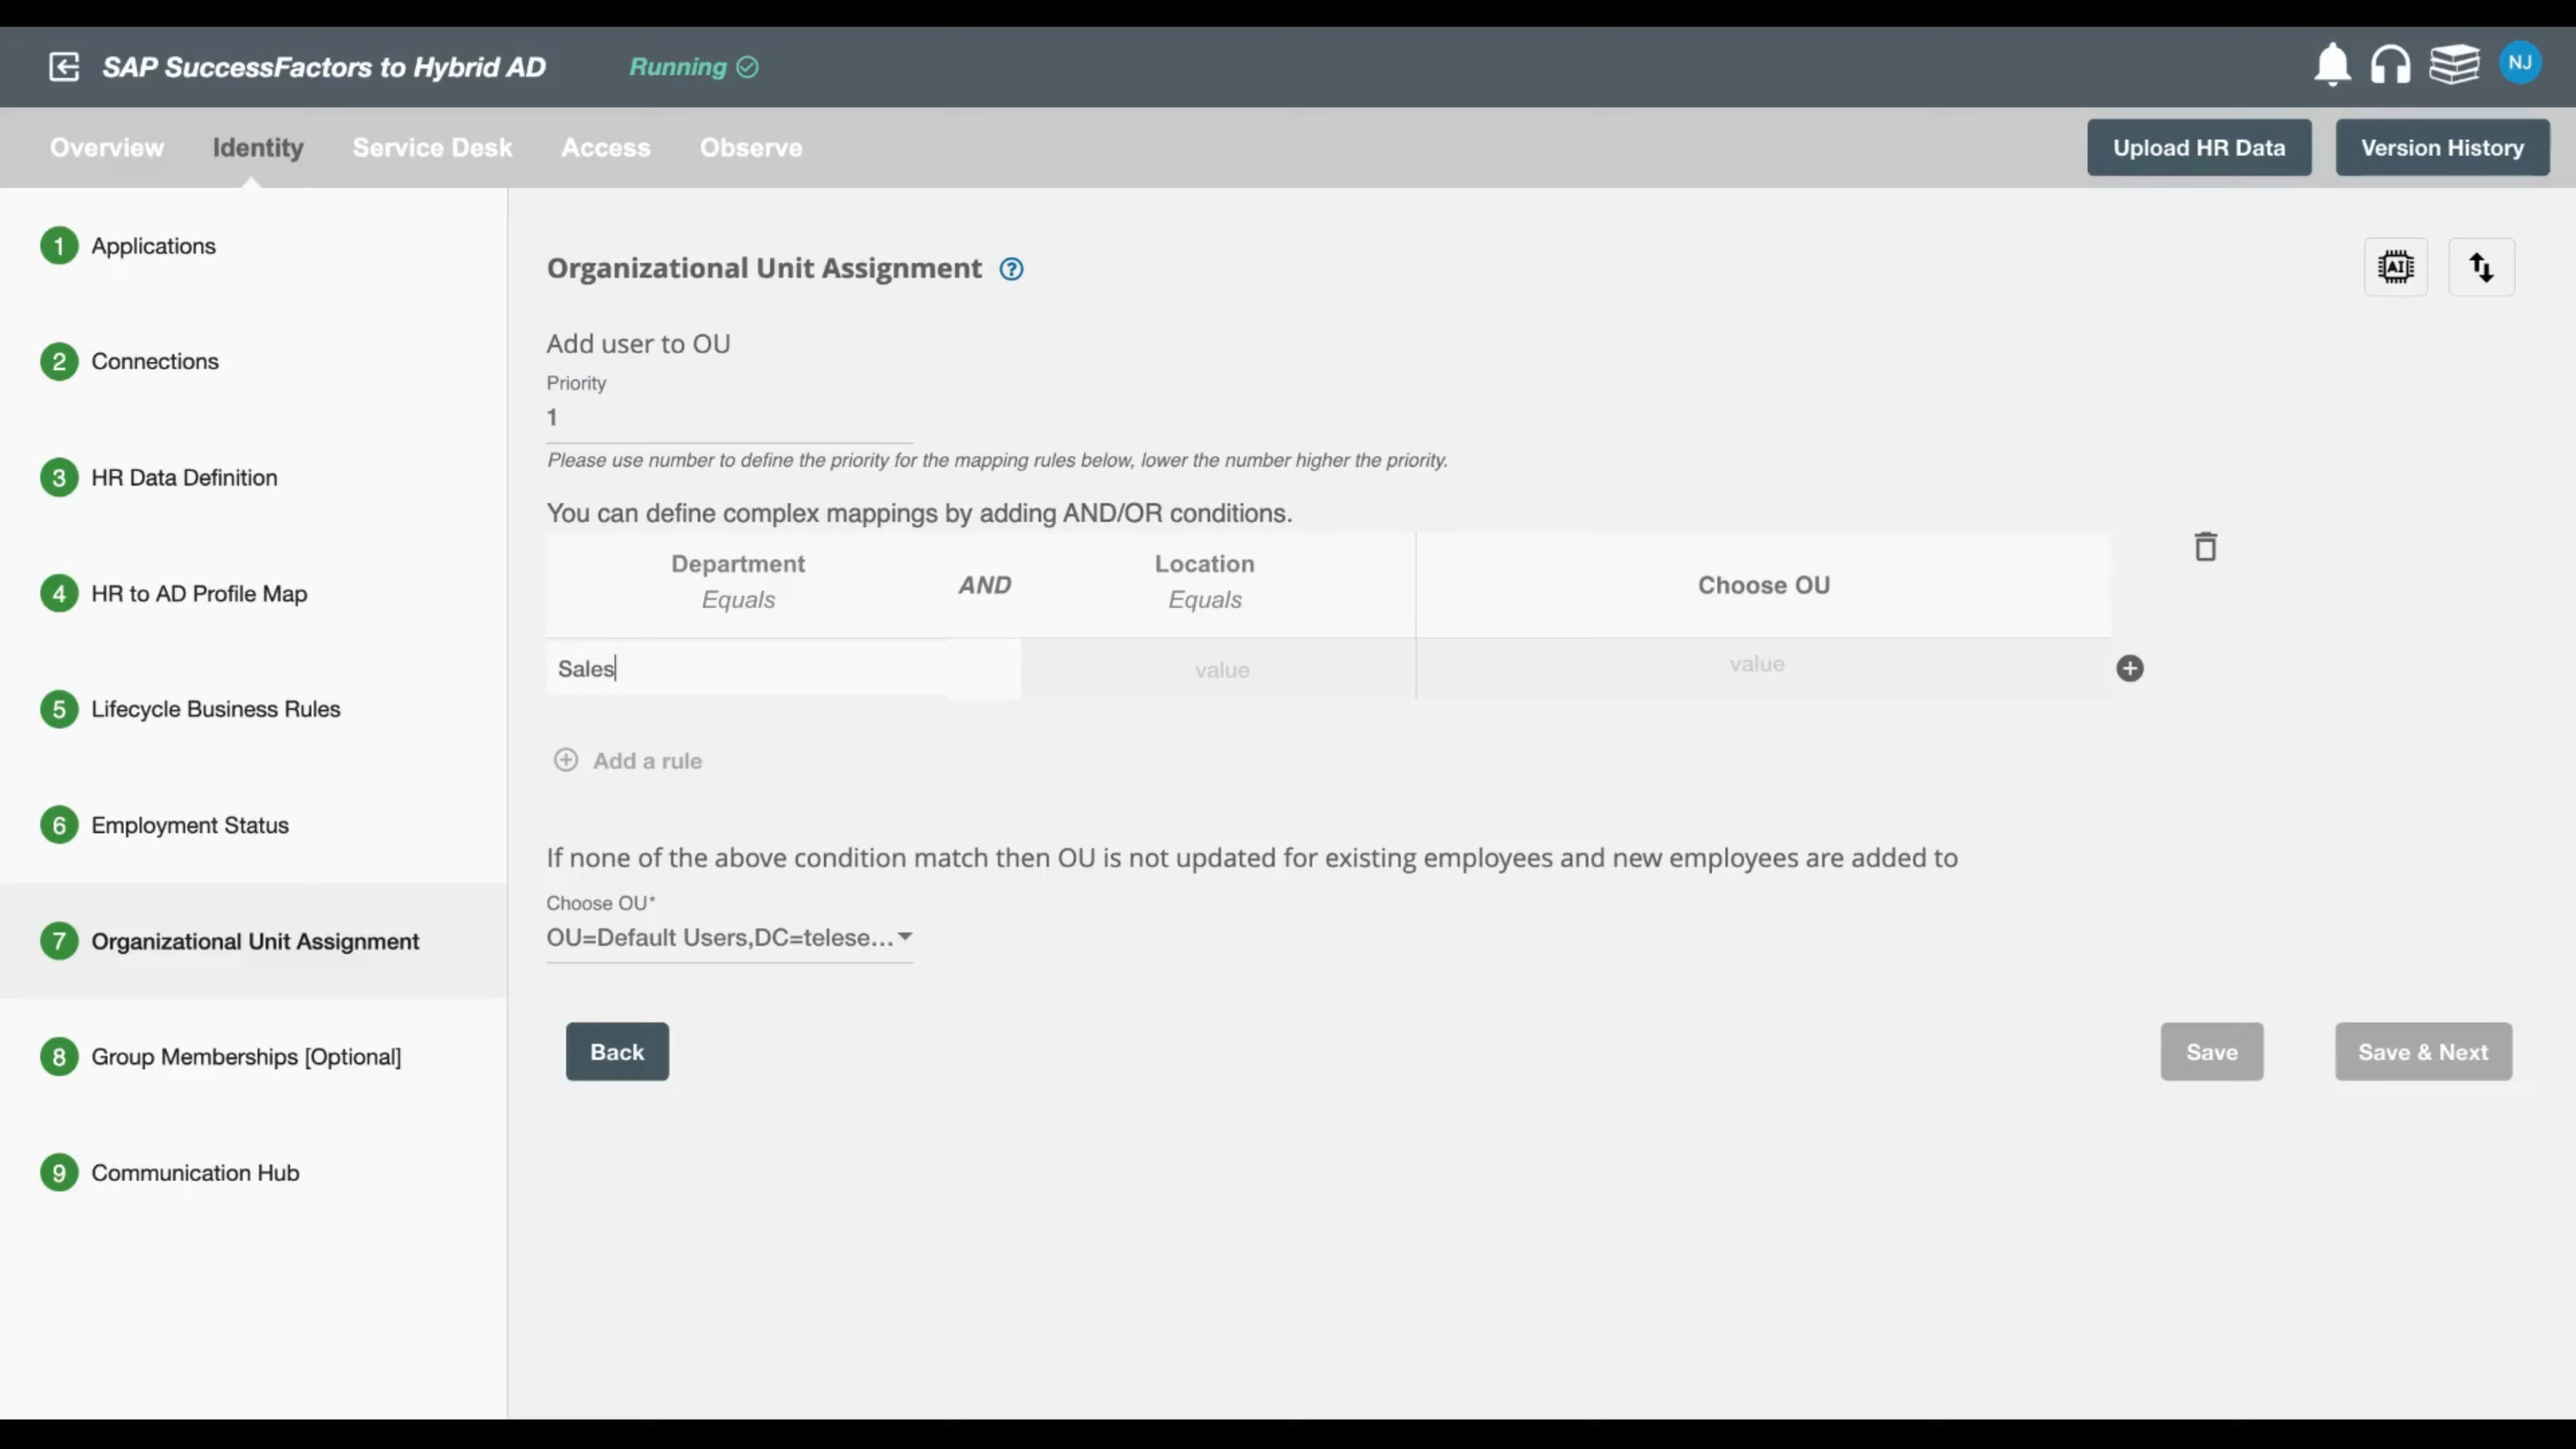 SAP SuccessFactors to Hybrid AD
Running
NJ
Overview
Identity
Service Desk
Access
Observe
Upload HR Data
Version History
1 Applications
2 Connections
3 HR Data Definition
4 HR to AD Profile Map
5 Lifecycle Business Rules
6 Employment Status
7 Organizational Unit Assignment
8 Group Memberships [Optional]
9 Communication Hub
Organizational Unit Assignment ?
AI
Add user to OU
Priority
1
Please use number to define the priority for the mapping rules below, lower the number higher the priority.
You can define complex mappings by adding AND/OR conditions.
Department
Equals
AND
Location
Equals
Choose OU
Sales
value
value
Add a rule
If none of the above condition match then OU is not updated for existing employees and new employees are added to
Choose OU*
OU=Default Users,DC=telese...
Back
Save
Save & Next